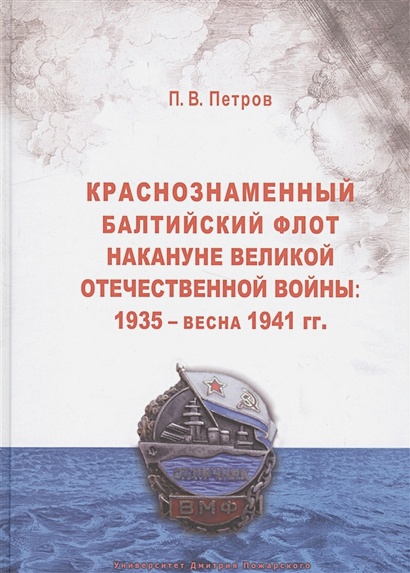 П. В. Петров
КРАСНОЗНАМЕННЫЙ
БАЛТИЙСКИЙ ФЛОТ
НАКАНУНЕ ВЕЛИКОЙ
ОТЕЧЕСТВЕННОЙ ВОЙНЫ:
1935 – ВЕСНА 1941 ГГ.
ОТЛИЧНИК
ВМФ
Университет Дмитрия Пожарского